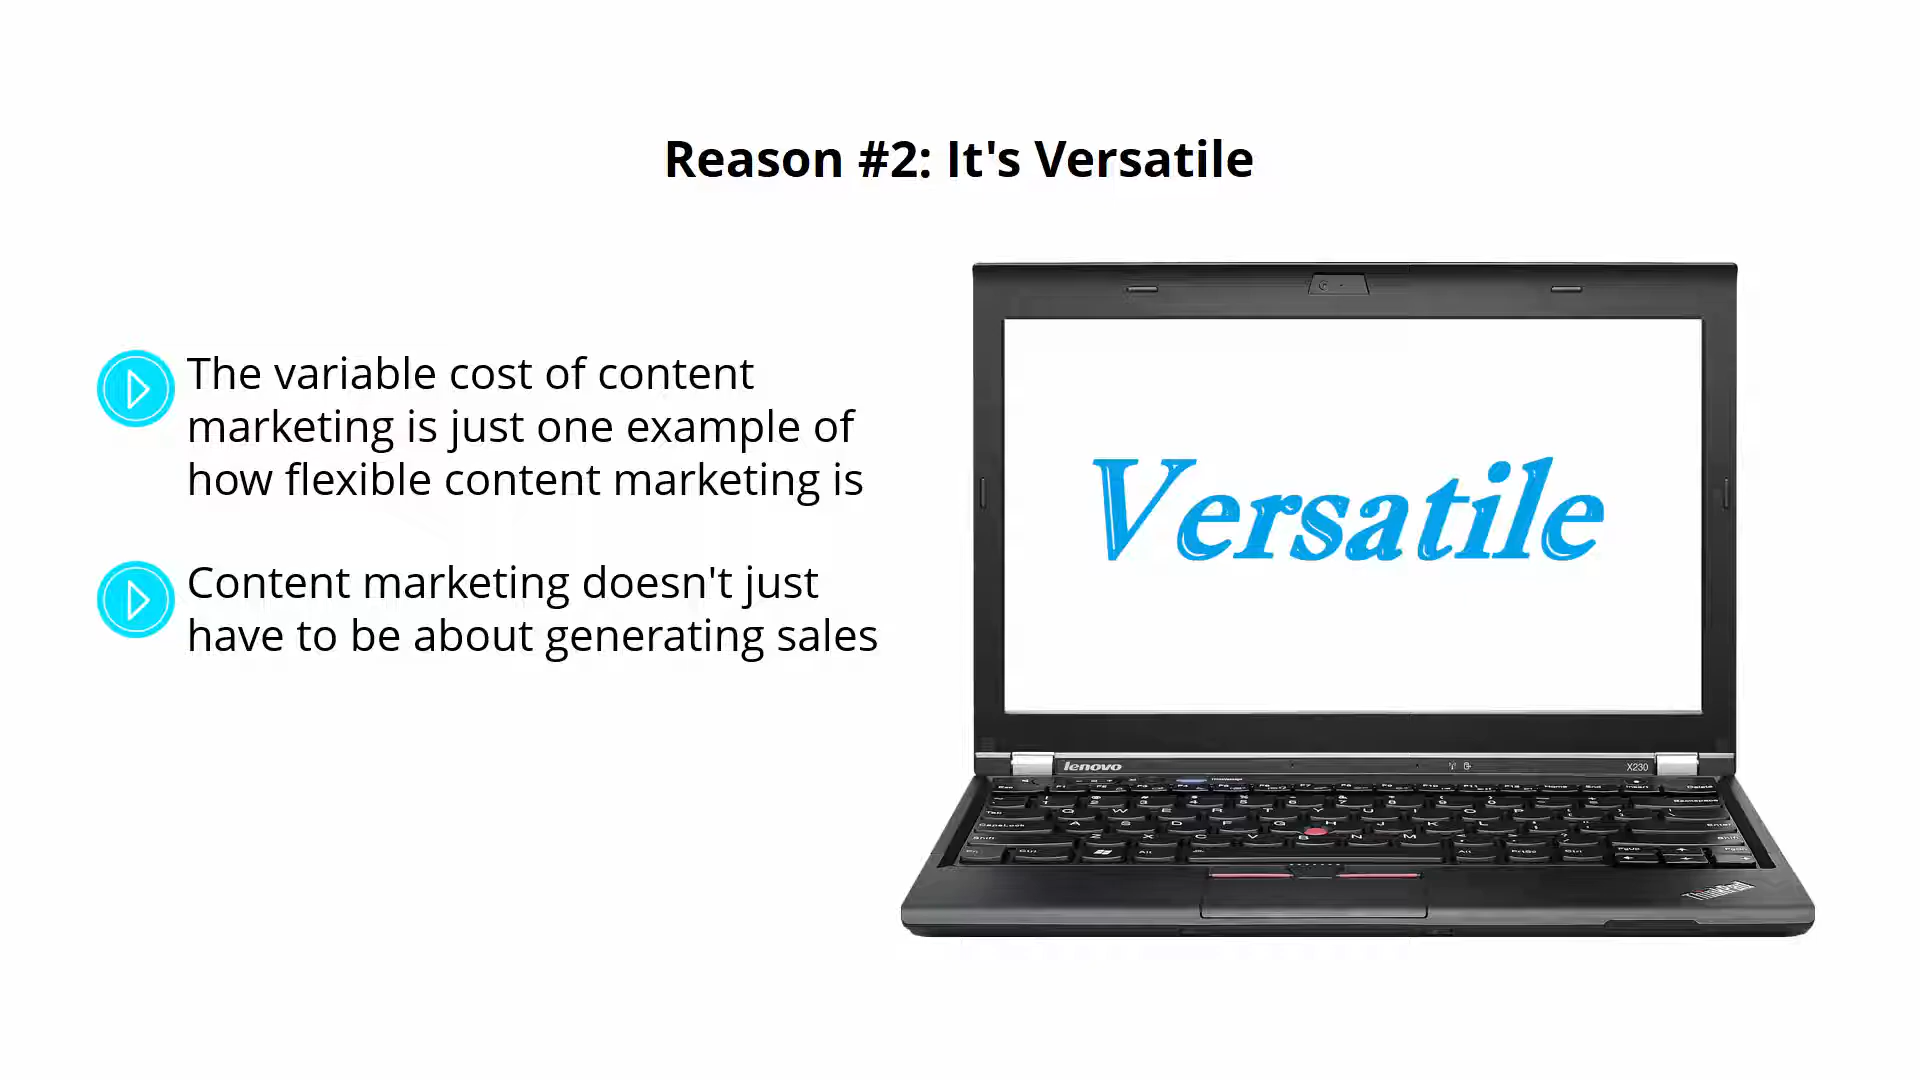 Reason #2: It's Versatile
The variable cost of content
marketing is just one example of
how flexible content marketing is
Content marketing doesn't just
have to be about generating sales
Versatile
lenovo
X230
ThinkPad